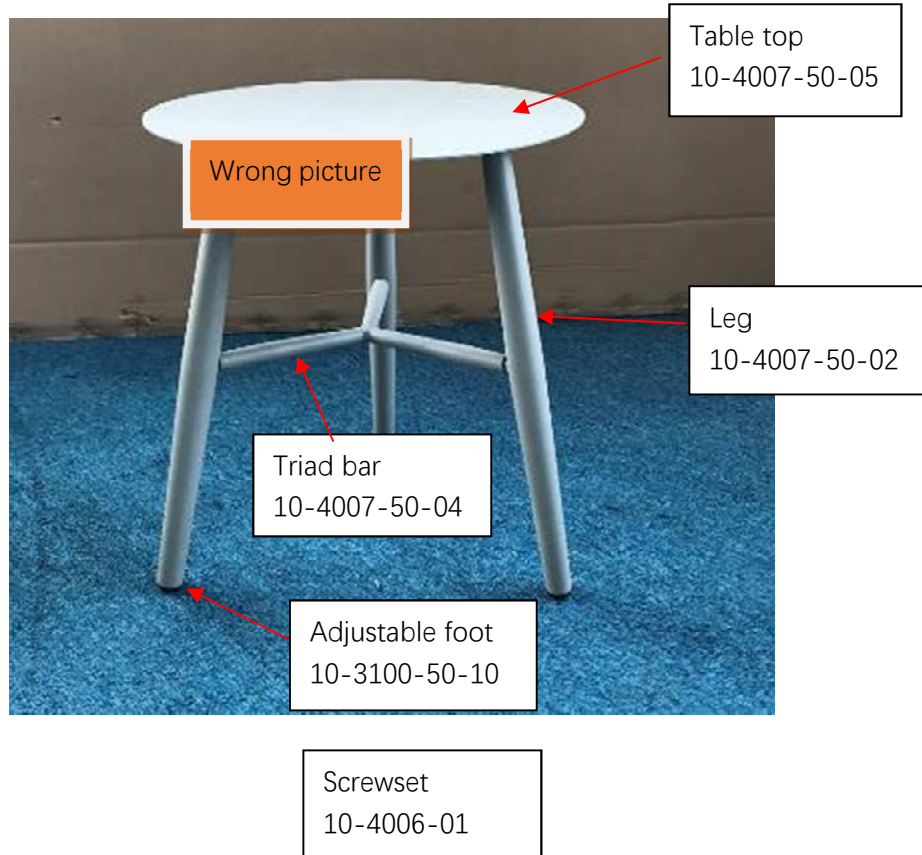 Table top
10-4007-50-05
Wrong picture
Leg
10-4007-50-02
Triad bar
10-4007-50-04
Adjustable foot
10-3100-50-10
Screwset
10-4006-01